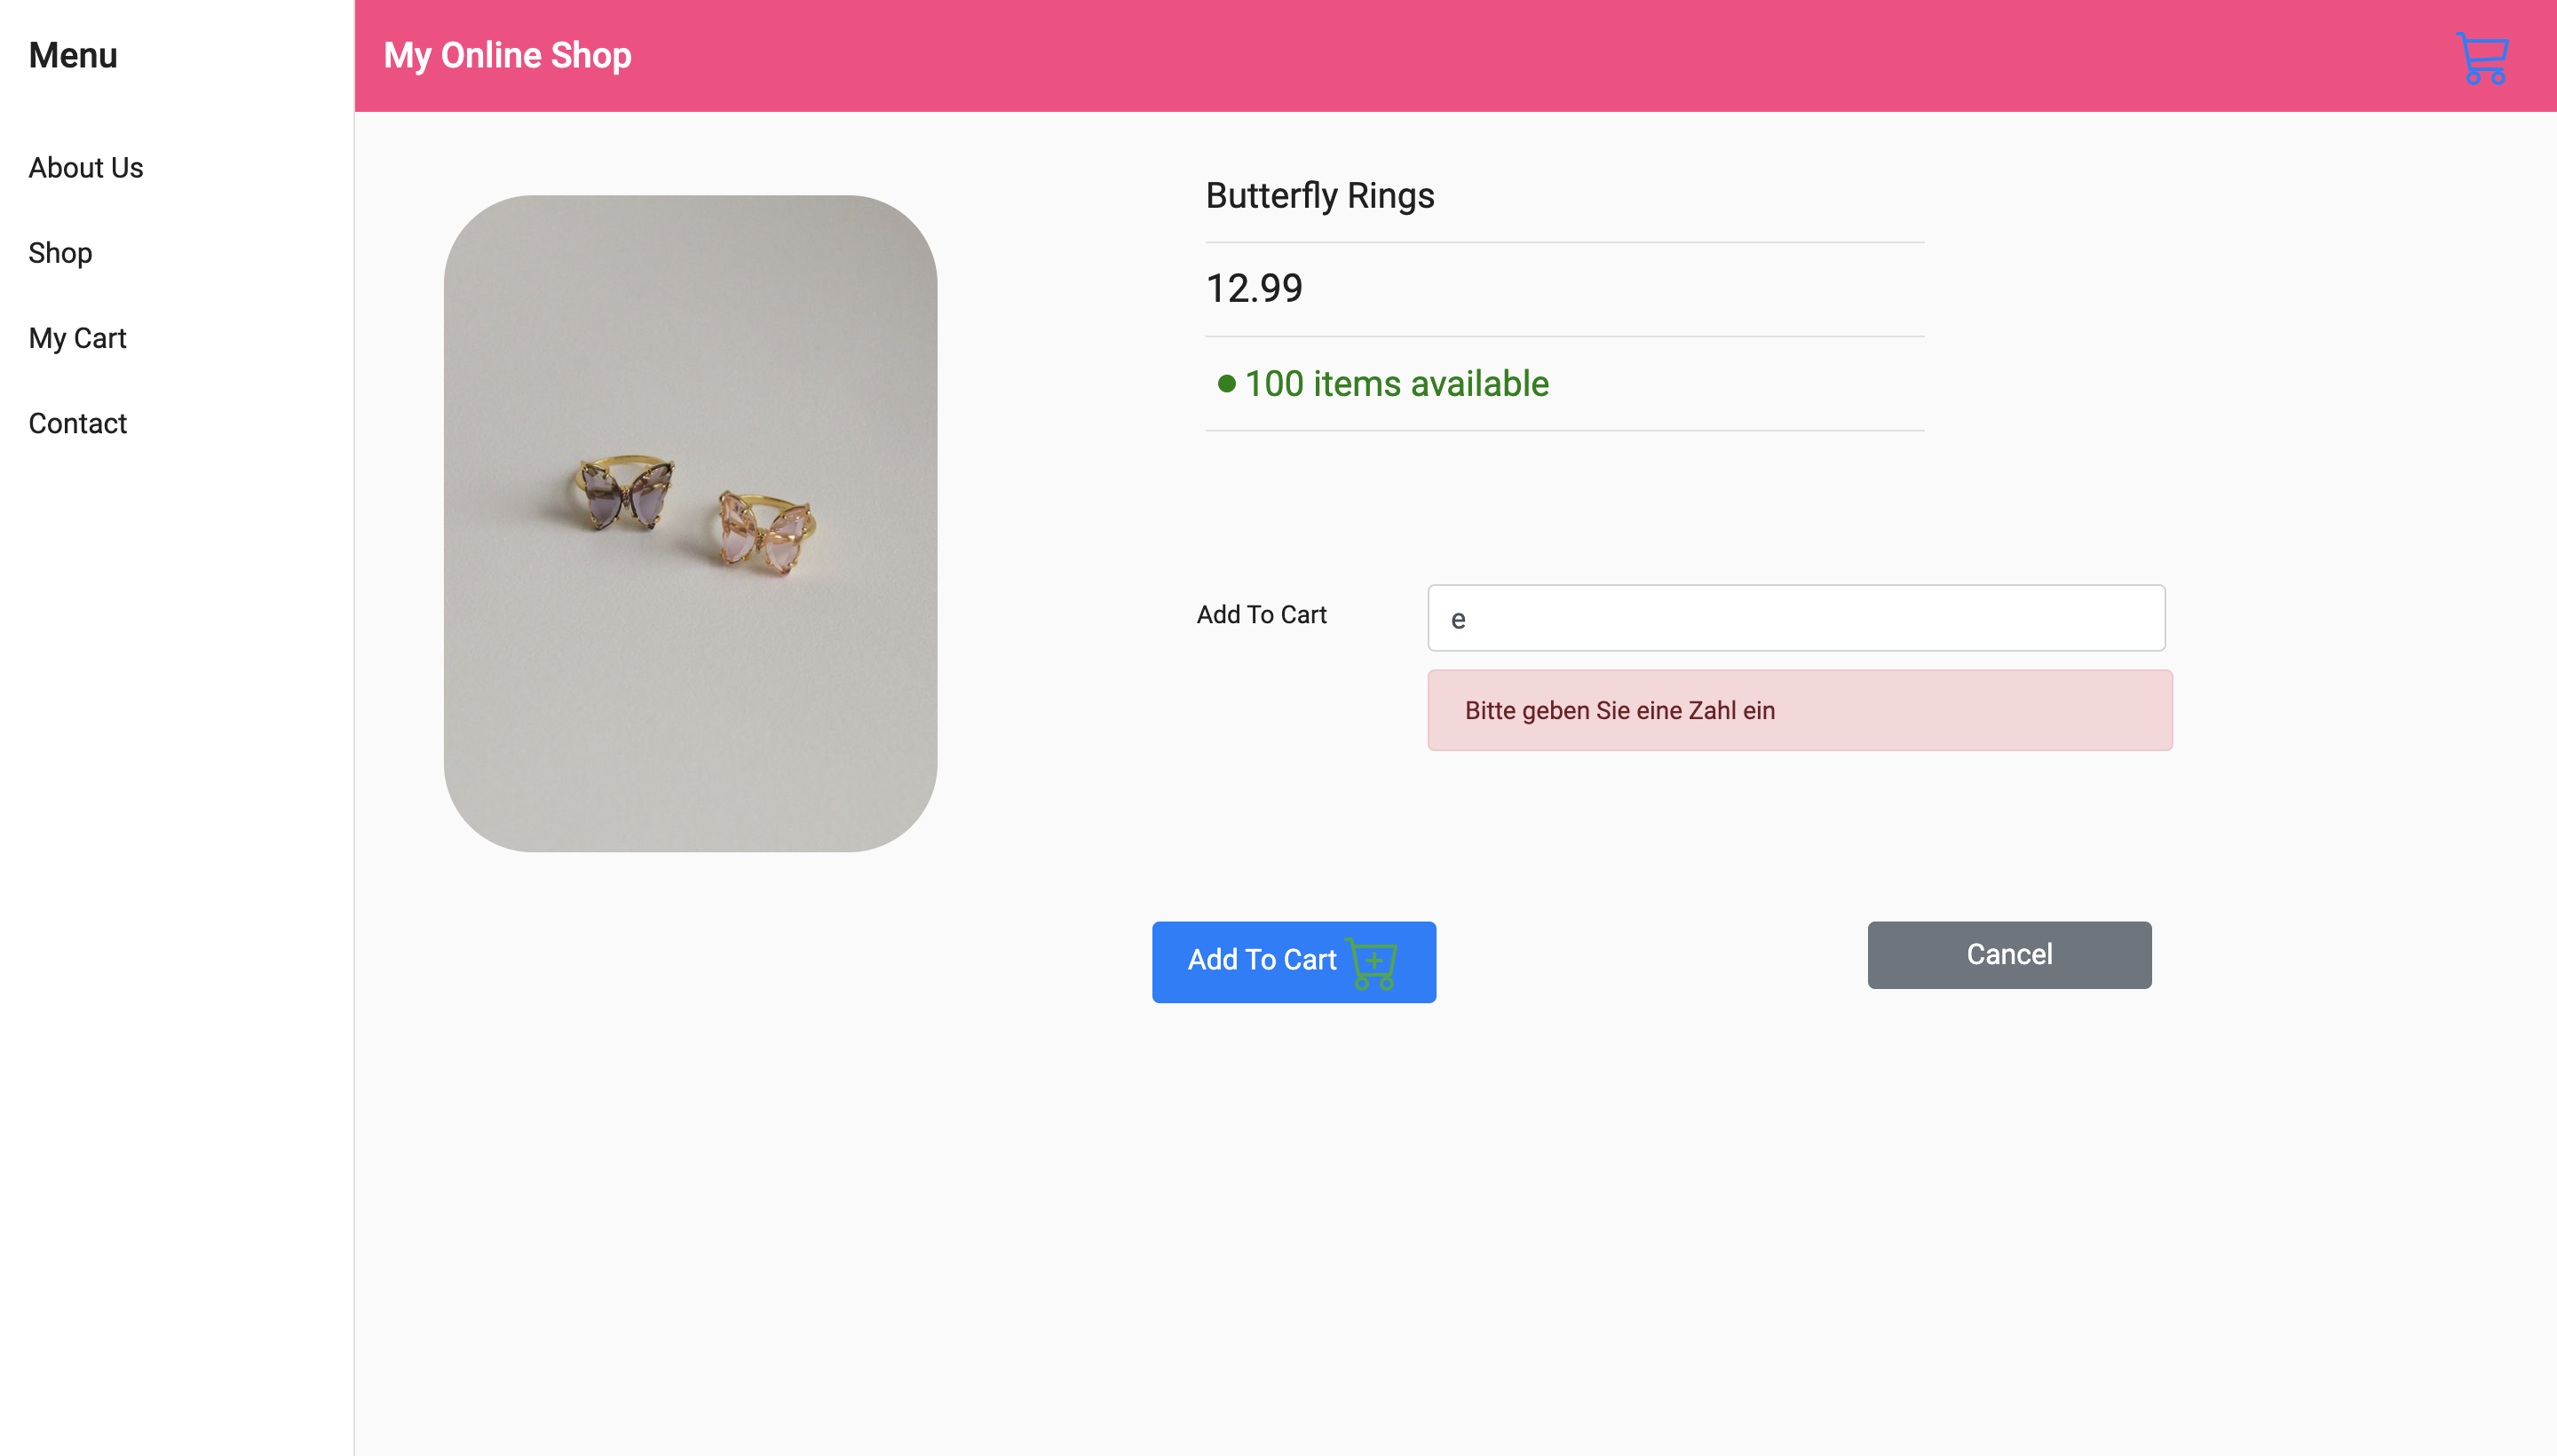 Menu
My Online Shop
About Us
Shop
My Cart
Contact
Butterfly Rings
12.99
100 items available
Add To Cart
e
Bitte geben Sie eine Zahl ein
Add To Cart
Cancel